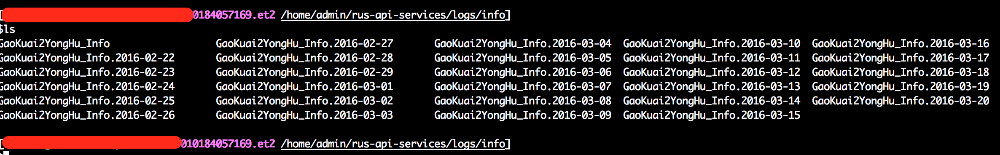 [0184057169.et2 /home/admin/rus-api-services/logs/info]
$ls
GaoKuai2YongHu_Info GaoKuai2YongHu_Info.2016-02-27 GaoKuai2YongHu_Info.2016-03-04 GaoKuai2YongHu_Info.2016-03-10 GaoKuai2YongHu_Info.2016-03-16
GaoKuai2YongHu_Info.2016-02-22 GaoKuai2YongHu_Info.2016-02-28 GaoKuai2YongHu_Info.2016-03-05 GaoKuai2YongHu_Info.2016-03-11 GaoKuai2YongHu_Info.2016-03-17
GaoKuai2YongHu_Info.2016-02-23 GaoKuai2YongHu_Info.2016-02-29 GaoKuai2YongHu_Info.2016-03-06 GaoKuai2YongHu_Info.2016-03-12 GaoKuai2YongHu_Info.2016-03-18
GaoKuai2YongHu_Info.2016-02-24 GaoKuai2YongHu_Info.2016-03-01 GaoKuai2YongHu_Info.2016-03-07 GaoKuai2YongHu_Info.2016-03-13 GaoKuai2YongHu_Info.2016-03-19
GaoKuai2YongHu_Info.2016-02-25 GaoKuai2YongHu_Info.2016-03-02 GaoKuai2YongHu_Info.2016-03-08 GaoKuai2YongHu_Info.2016-03-14 GaoKuai2YongHu_Info.2016-03-20
GaoKuai2YongHu_Info.2016-02-26 GaoKuai2YongHu_Info.2016-03-03 GaoKuai2YongHu_Info.2016-03-09 GaoKuai2YongHu_Info.2016-03-15
[010184057169.et2 /home/admin/rus-api-services/logs/info]